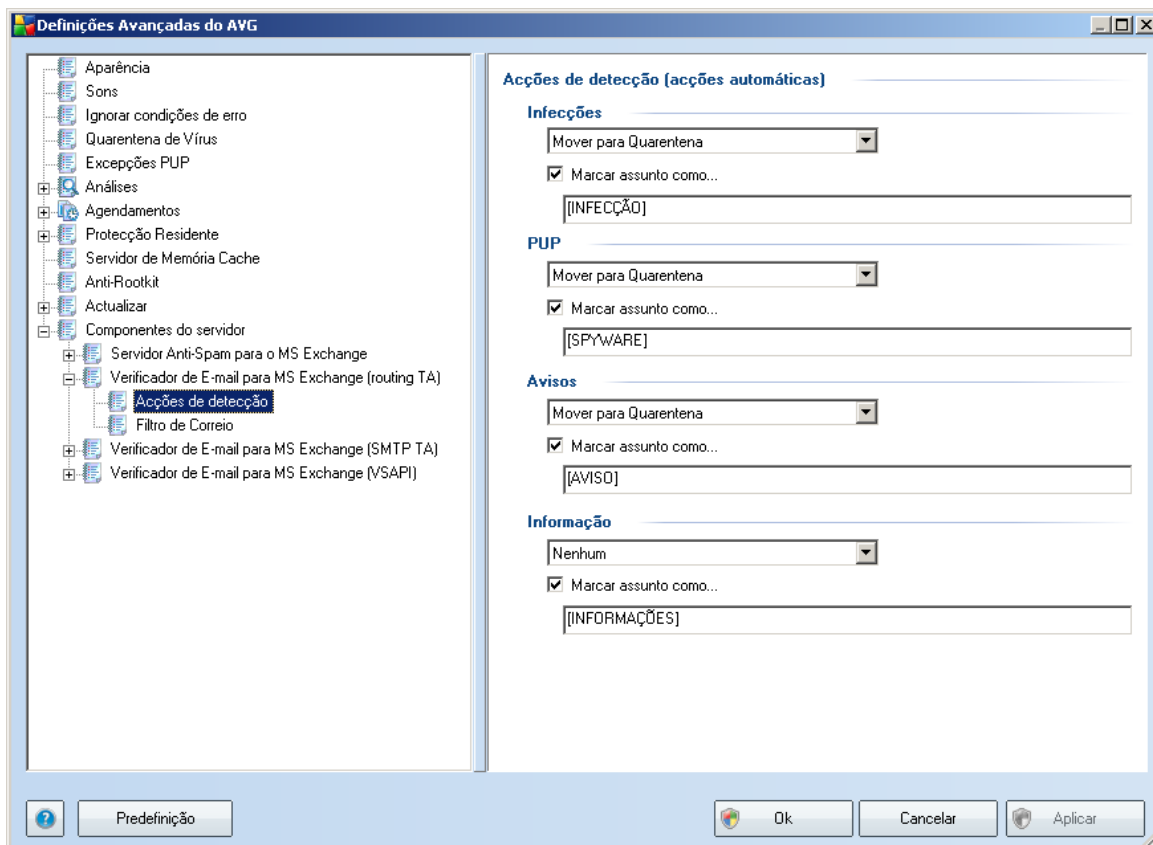 Definições Avançadas do AVG
Aparência
Sons
Ignorar condições de erro
Quarentena de Vírus
Excepções PUP
Análises
Agendamentos
Protecção Residente
Servidor de Memória Cache
Anti-Rootkit
Actualizar
Componentes do servidor
Servidor Anti-Spam para o MS Exchange
Verificador de E-mail para MS Exchange (routing TA)
Acções de detecção
Filtro de Correio
Verificador de E-mail para MS Exchange (SMTP TA)
Verificador de E-mail para MS Exchange (VSAPI)
Acções de detecção (acções automáticas)
Infecções
Mover para Quarentena
Marcar assunto como...
[INFECÇÃO]
PUP
Mover para Quarentena
Marcar assunto como...
[SPYWARE]
Avisos
Mover para Quarentena
Marcar assunto como...
[AVISO]
Informação
Nenhum
Marcar assunto como...
[INFORMAÇÕES]
Predefinição
Ok
Cancelar
Aplicar